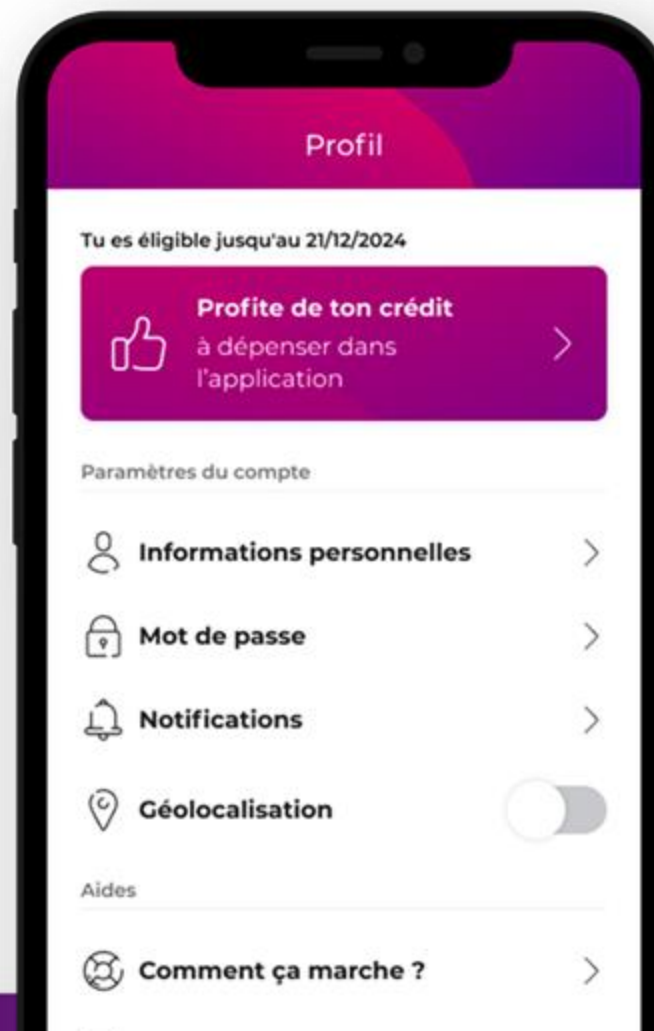 Profil
Tu es éligible jusqu'au 21/12/2024
Profite de ton crédit
à dépenser dans
l'application
Paramètres du compte
Informations personnelles
Mot de passe
Notifications
Géolocalisation
Aides
Comment ça marche ?